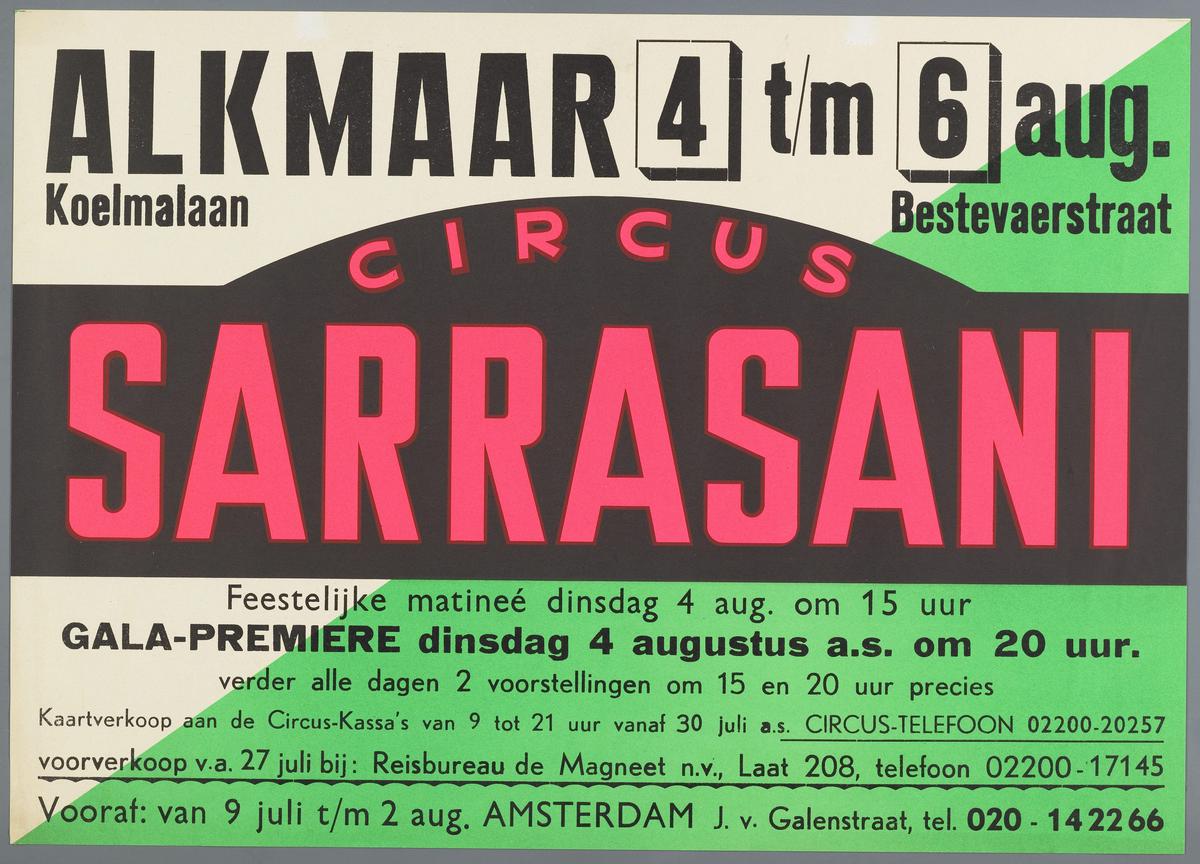 ALKMAAR 4 t/m 6 aug.
Koelmalaan Bestevaerstraat
CIRCUS
SARRASANI
Feestelijke matineé dinsdag 4 aug. om 15 uur
GALA-PREMIERE dinsdag 4 augustus a.s. om 20 uur.
verder alle dagen 2 voorstellingen om 15 en 20 uur precies
Kaartverkoop aan de Circus-Kassa's van 9 tot 21 uur vanaf 30 juli a.s. CIRCUS-TELEFOON 02200-20257
voorverkoop v.a. 27 juli bij: Reisbureau de Magneet n.v., Laat 208, telefoon 02200-17145
Vooraf: van 9 juli t/m 2 aug. AMSTERDAM J. v. Galenstraat, tel. 020 - 142266